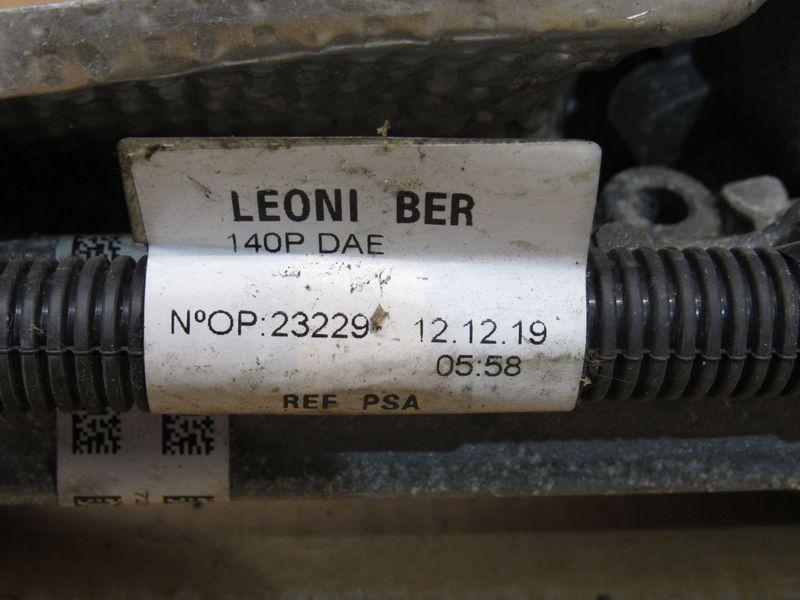 LEONI BER
140P DAE
NºOP:23229 12.12.19
05:58
REF PSA